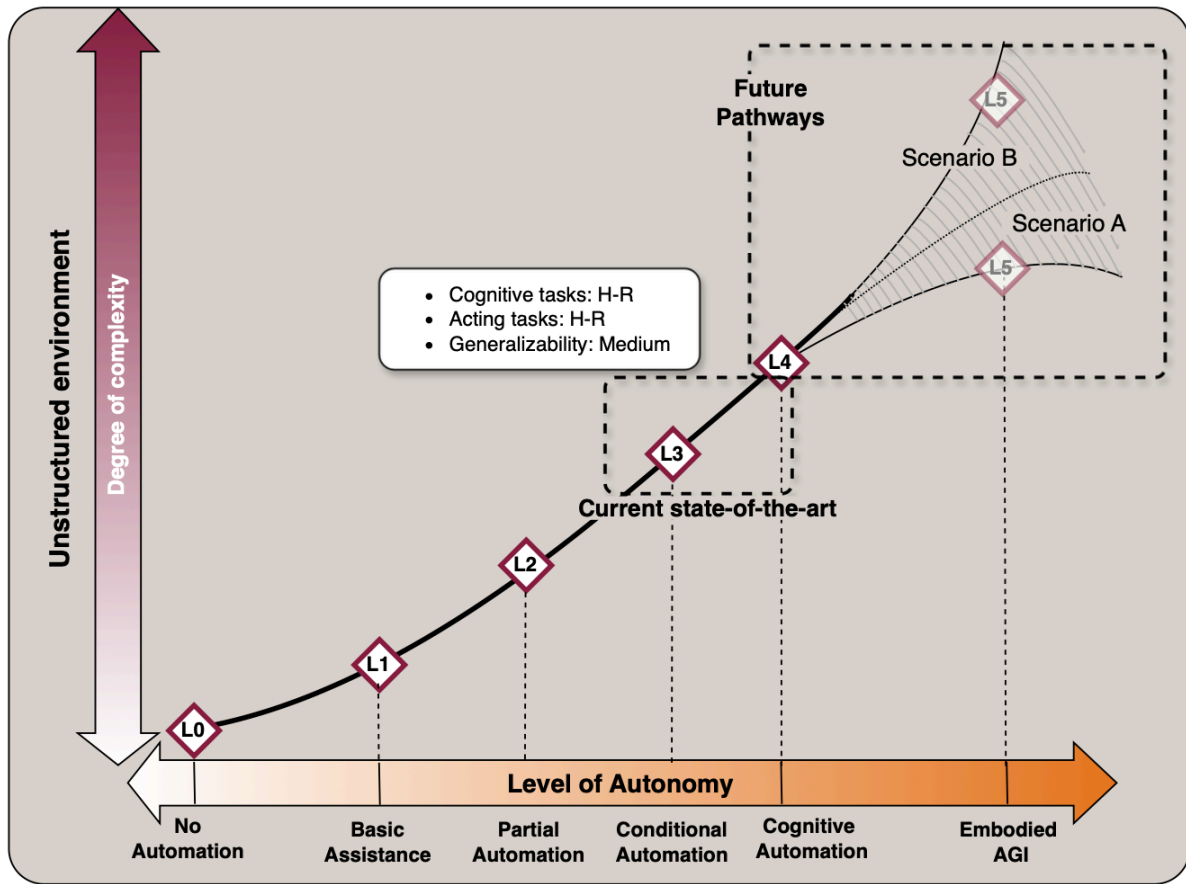 Future
Pathways
L5
Scenario B
Scenario A
L5
• Cognitive tasks: H-R
• Acting tasks: H-R
• Generalizability: Medium
L4
L3
Current state-of-the-art
L2
L1
L0
Unstructured environment
Degree of complexity
Level of Autonomy
No
Automation
Basic
Assistance
Partial
Automation
Conditional
Automation
Cognitive
Automation
Embodied
AGI